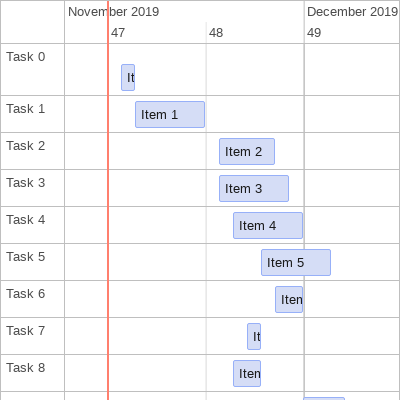 November 2019 December 2019
47 48 49
Task 0
It
Task 1 Item 1
Task 2 Item 2
Task 3 Item 3
Task 4 Item 4
Task 5 Item 5
Task 6 Iten
Task 7 It
Task 8 Iten